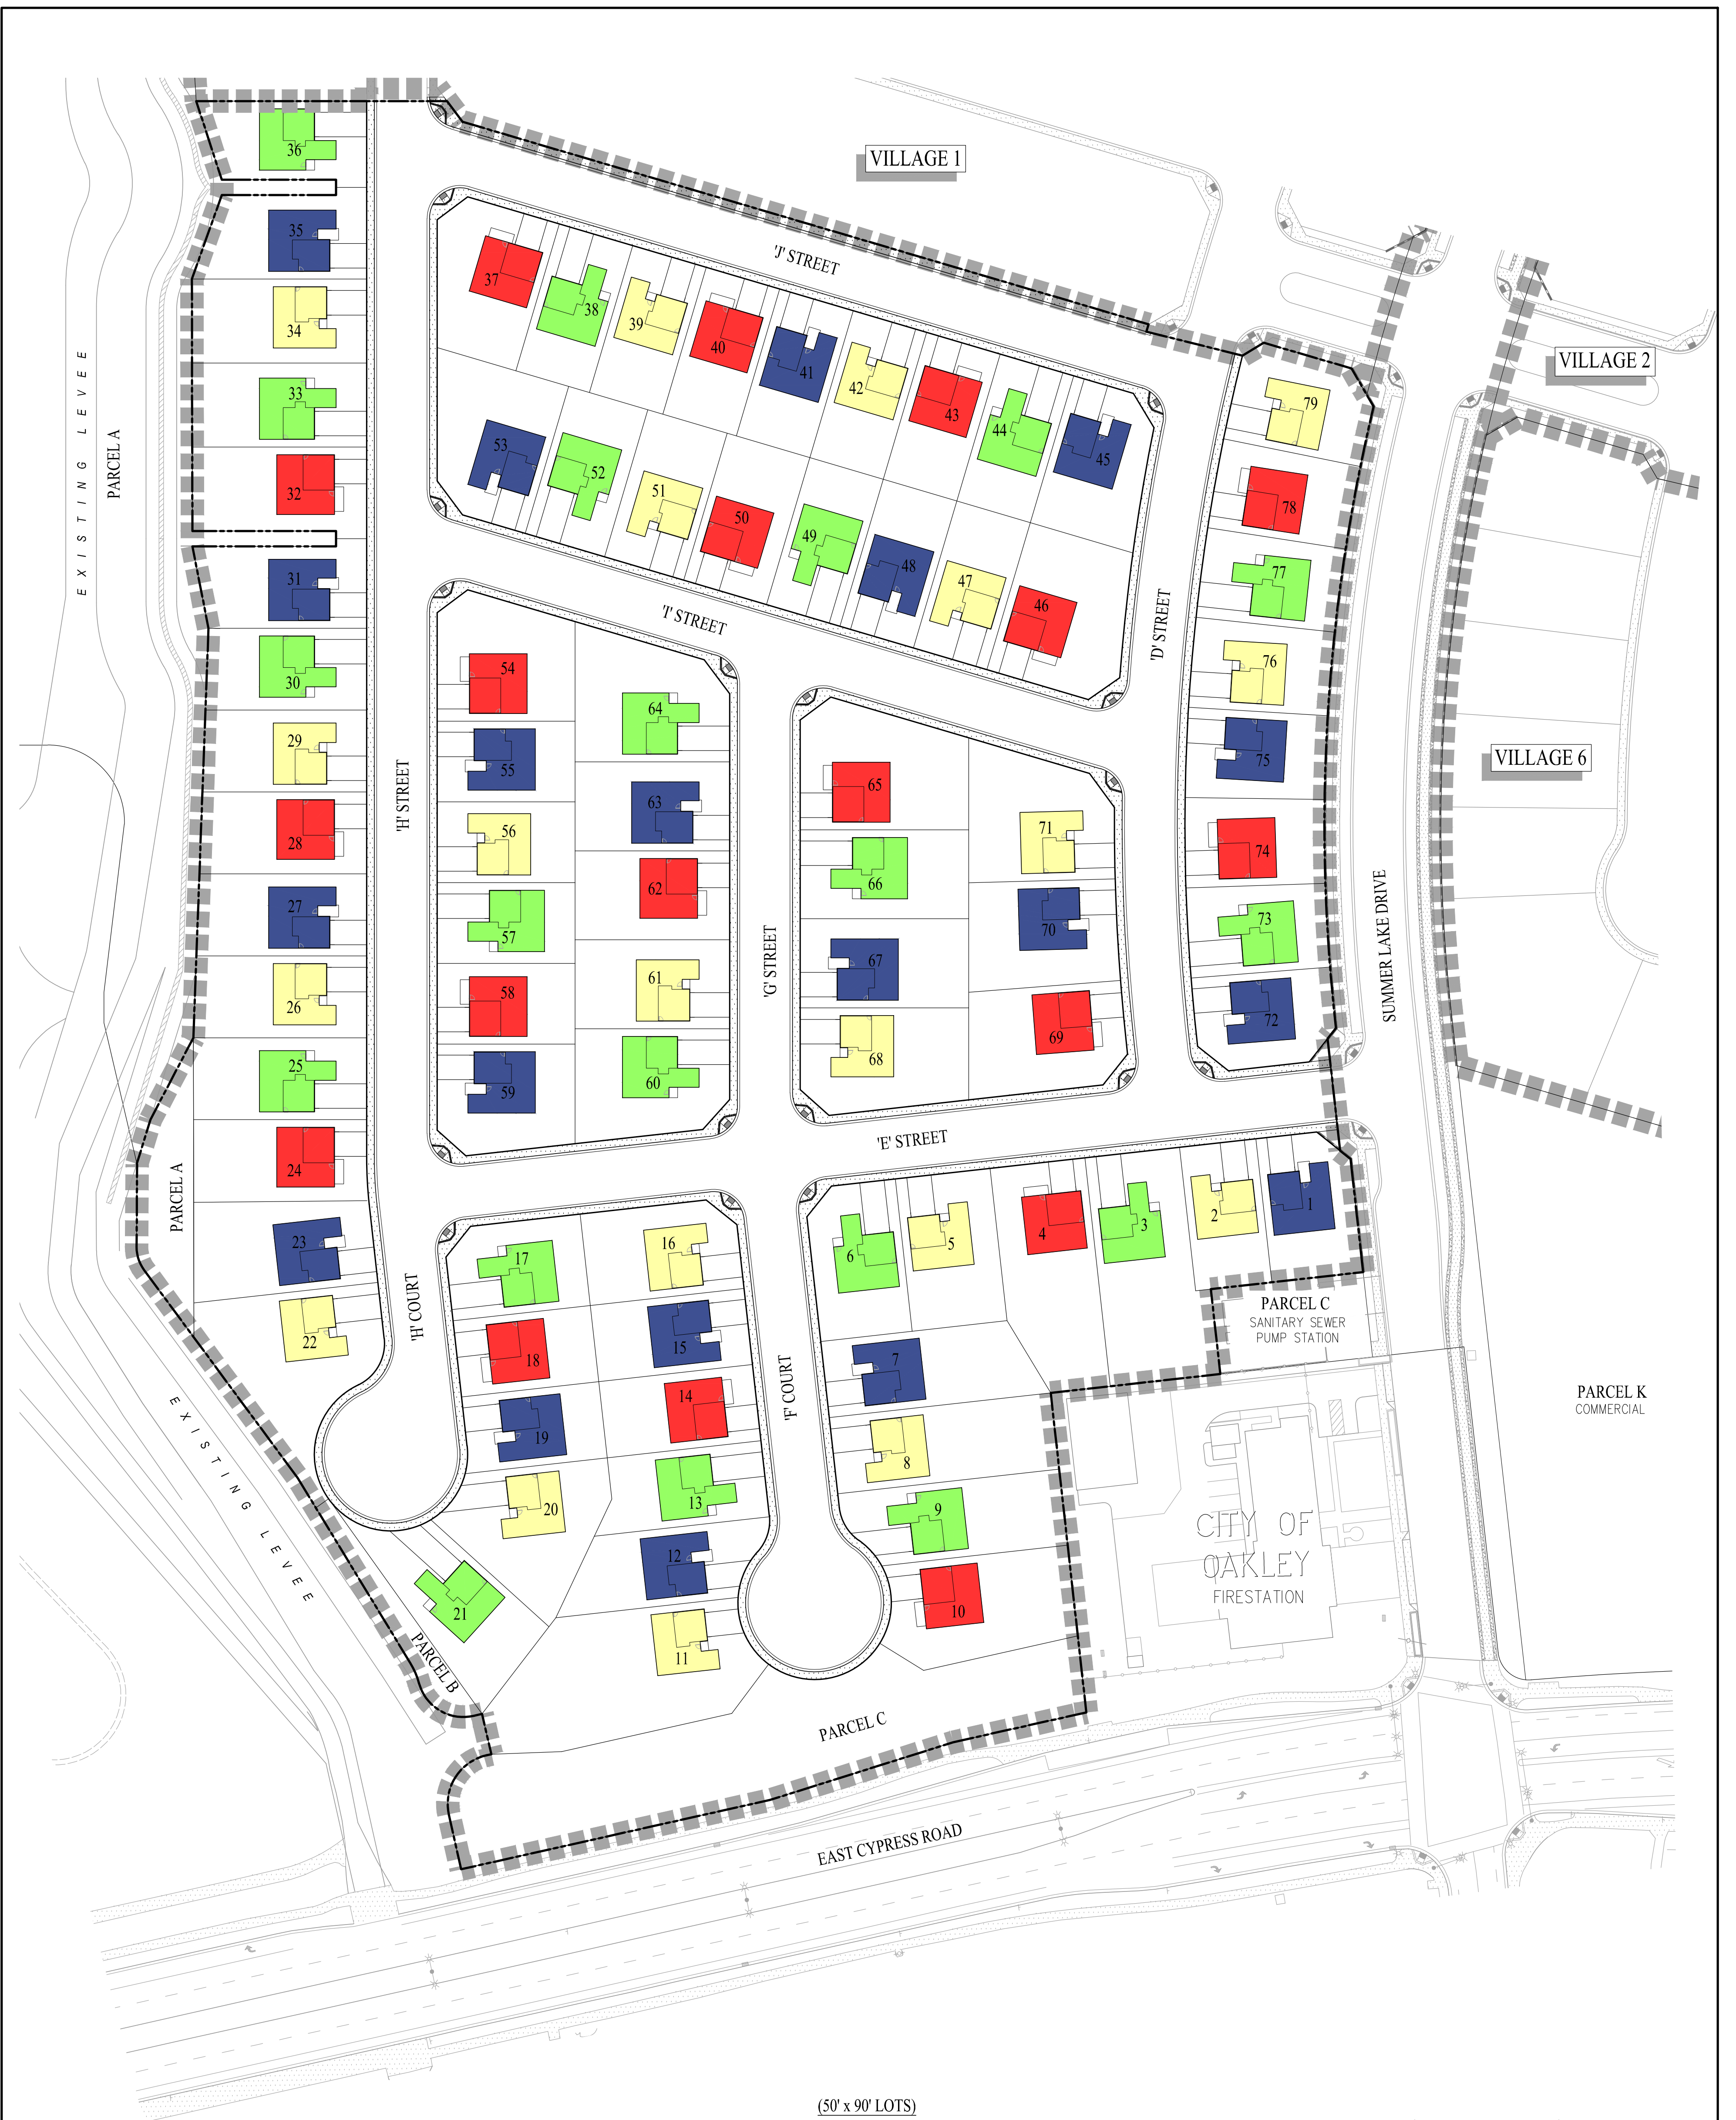 VILLAGE 1
36
35
'J' STREET
37
38
39
40
41
42
43
44
45
34
33
32
31
EXISTING LEVEE
PARCEL A
VILLAGE 2
79
78
77
76
75
74
73
72
53
52
51
50
49
48
47
46
'I' STREET
'D' STREET
30
29
28
27
26
25
24
23
22
'H' STREET
54
55
56
57
58
59
64
63
62
61
60
'G' STREET
65
66
67
68
71
70
69
VILLAGE 6
SUMMER LAKE DRIVE
'E' STREET
PARCEL A
'H' COURT
17
18
19
20
21
16
15
14
13
12
11
'F' COURT
6
5
4
3
2
1
7
8
9
10
PARCEL C
SANITARY SEWER
PUMP STATION
PARCEL K
COMMERCIAL
CITY OF
OAKLEY
FIRESTATION
EXISTING LEVEE
PARCEL B
PARCEL C
EAST CYPRESS ROAD
(50' x 90' LOTS)